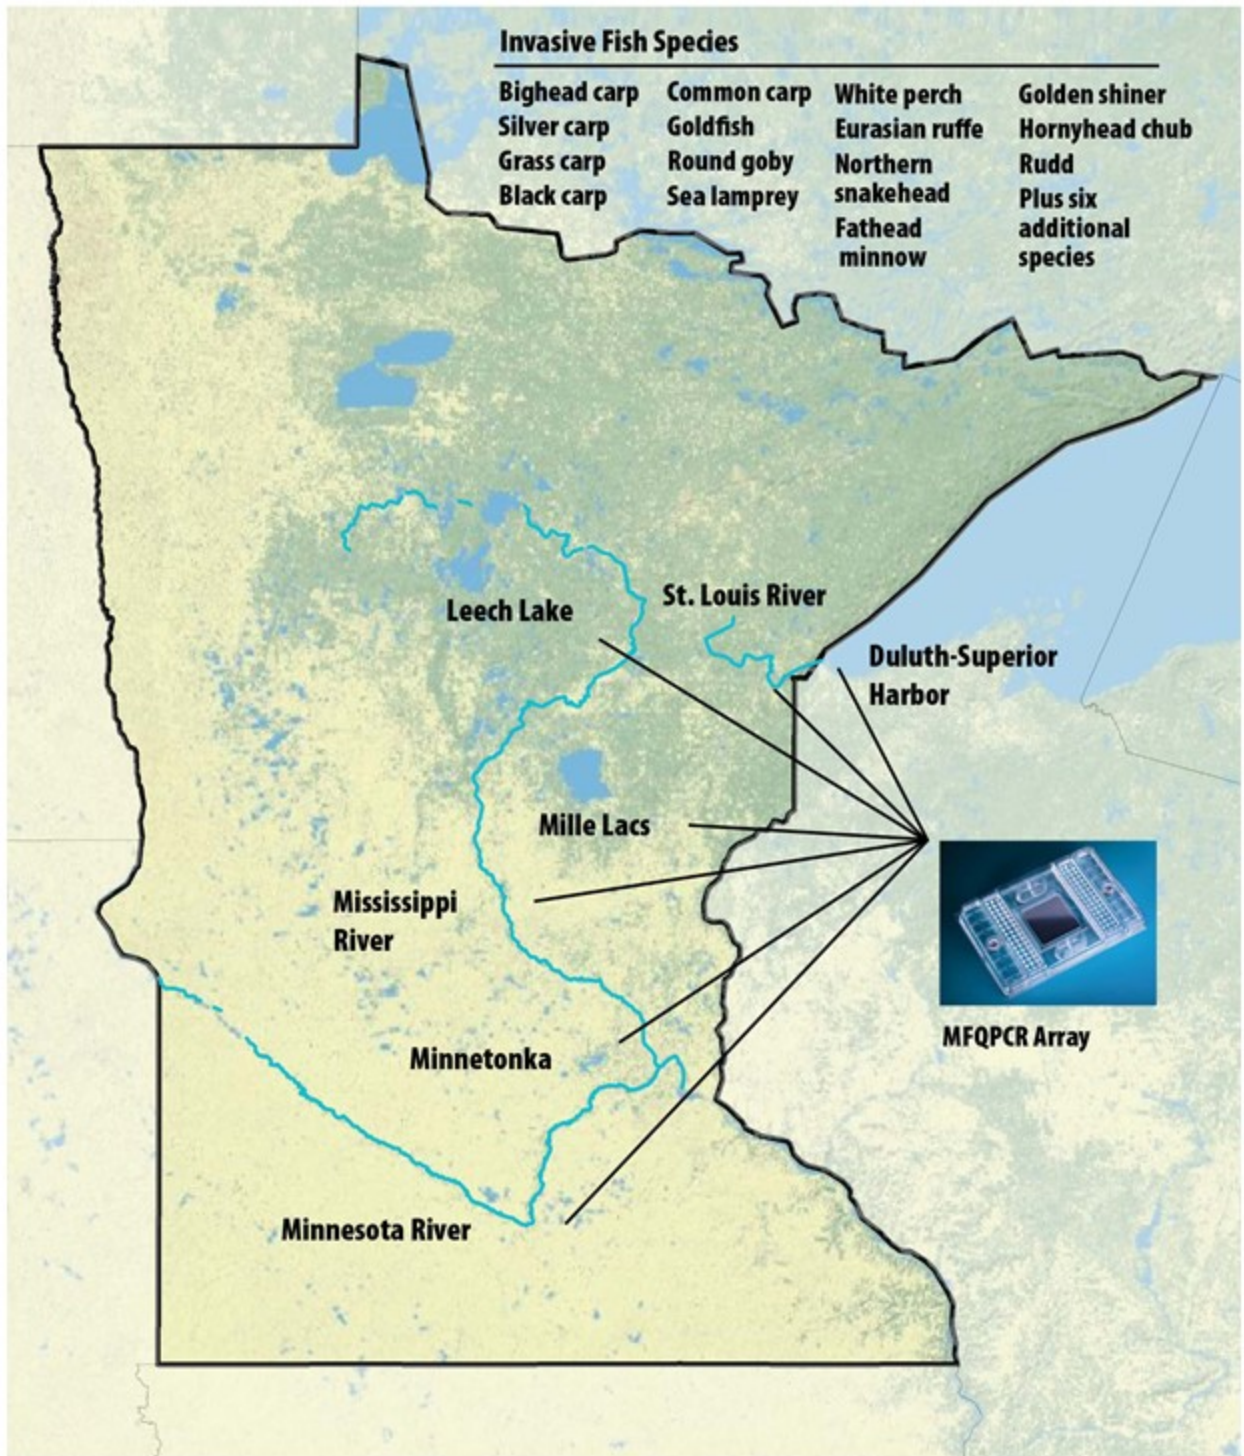 Invasive Fish Species
Bighead carp
Silver carp
Grass carp
Black carp
Common carp
Goldfish
Round goby
Sea lamprey
White perch
Eurasian ruffe
Northern
snakehead
Fathead
minnow
Golden shiner
Hornyhead chub
Rudd
Plus six
additional
species
St. Louis River
Leech Lake
Duluth-Superior
Harbor
Mille Lacs
Mississippi
River
MFQPCR Array
Minnetonka
Minnesota River